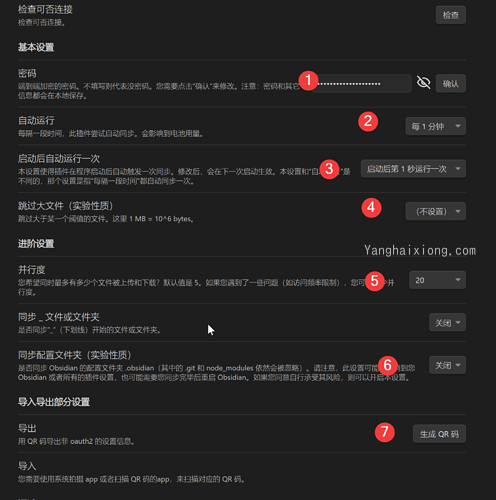 检查可否连接
检查可否连接。
检查
基本设置
密码
端到端加密的密码。不填写则代表没密码。您需要点击“确认”来修改。注意：密码和其它
信息都会在本地保存。
1
确认
自动运行
每隔一段时间，此插件尝试自动同步。会影响到电池用量。
2
每 1 分钟
启动后自动运行一次
本设置使得插件在程序启动后自动触发一次同步。修改后，会在下一次启动生效。本设置和“自
是
不同的，那个设置是指“每隔一段时间”都自动同步一次。
3
启动后第 1 秒运行一次
跳过大文件（实验性质）
跳过大于某一个阈值的文件。这里 1 MB = 10^6 bytes。
4
（不设置）
进阶设置
Yanghaixiong.com
并行度
您希望同时最多有多少个文件被上传和下载？默认值是 5。如果您遇到了一些问题（如访问频率限制），您可
并
行度。
5
20
同步 _ 文件或文件夹
是否同步“_”（下划线）开始的文件或文件夹。
关闭
同步配置文件夹（实验性质）
是否同步 Obsidian 的配置文件夹 .obsidian（其中的 .git 和 node_modules 依然会被忽略）。请注意，此设置可能
响到您
Obsidian 或者所有的插件设置，也可能需要您同步完毕后重启 Obsidian。如果您愿意自行承受其风险，则可以开启本设置。
6
关闭
导入导出部分设置
导出
用 QR 码导出非 oauth2 的设置信息。
7
生成 QR 码
导入
您需要使用系统拍摄 app 或者扫描 QR 码的app，来扫描对应的 QR 码。